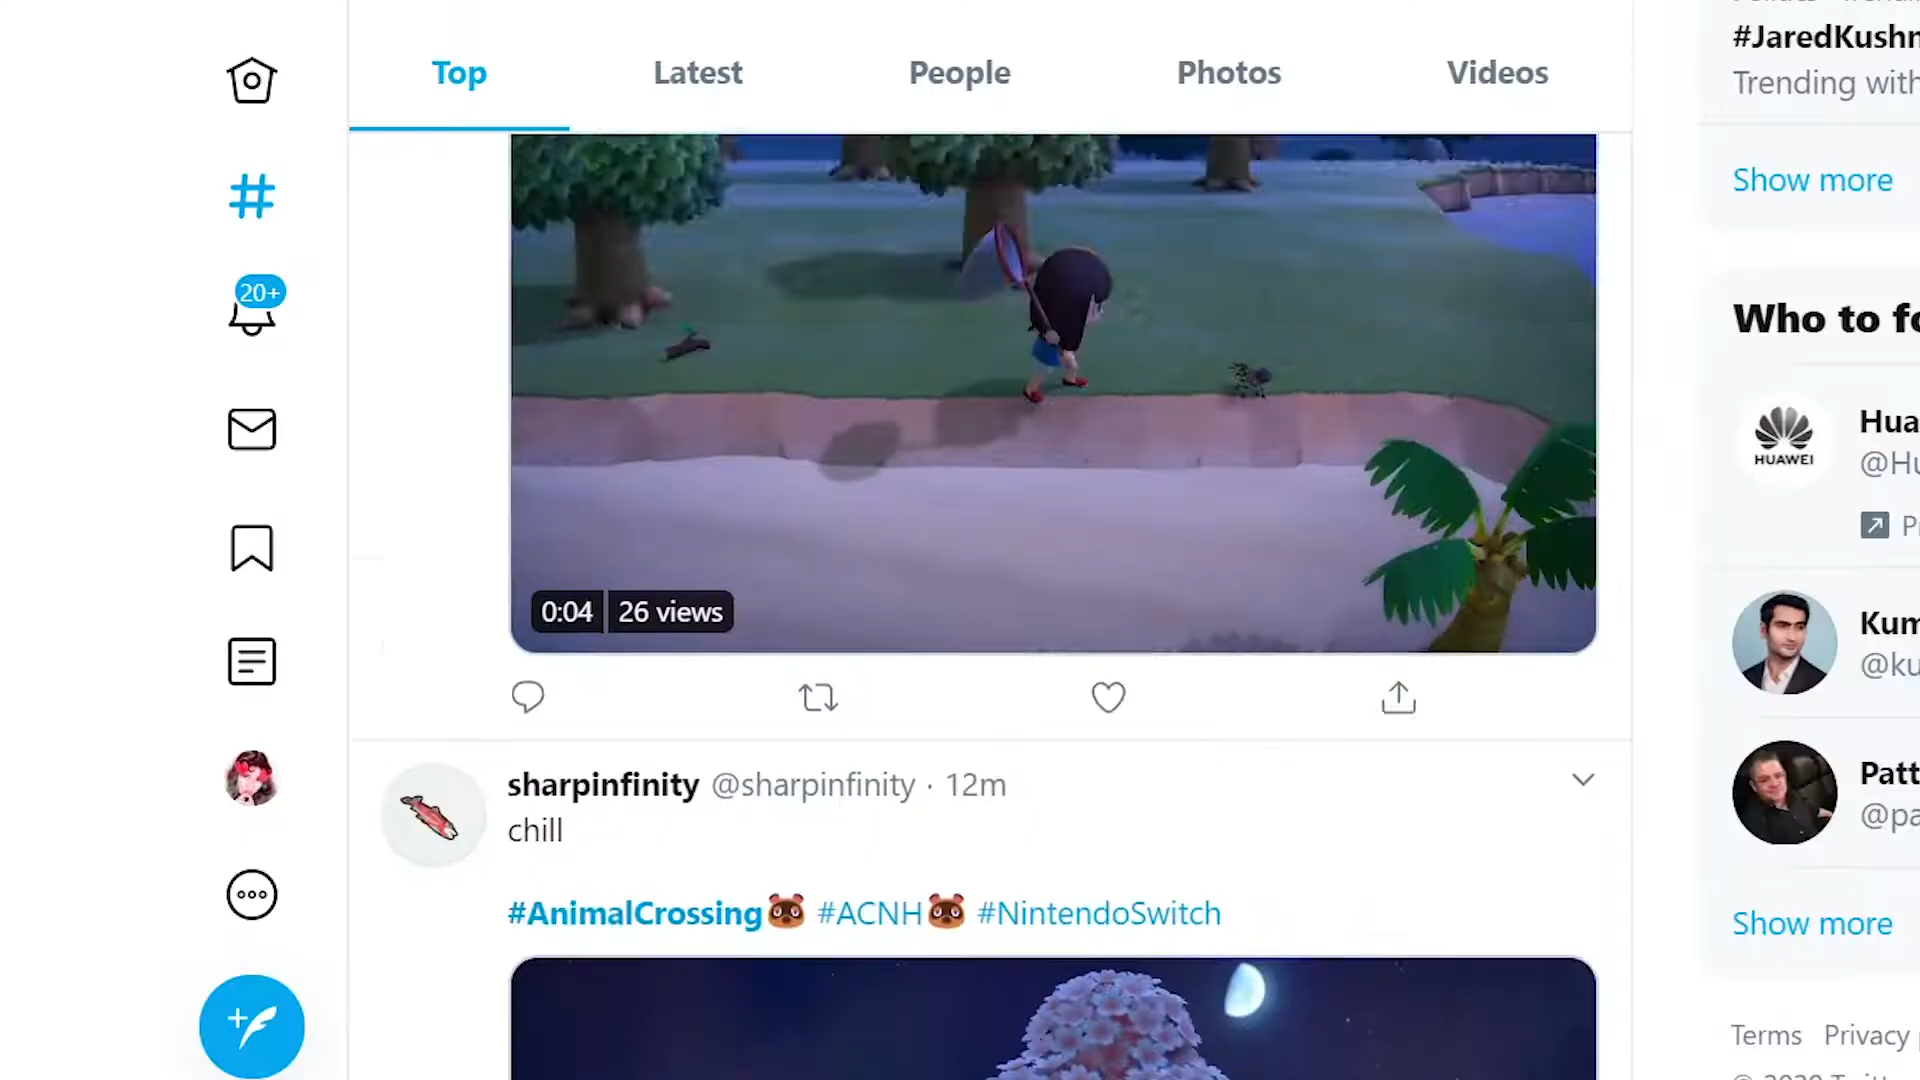 Top
Latest
People
Photos
Videos
20+
0:04
26 views
sharpinfinity @sharpinfinity · 12m
chill
#AnimalCrossing #ACNH #NintendoSwitch
#JaredKushn
Trending with
Show more
Who to fo
HUAWEI
Hua
@Hu
Pr
Kum
@ku
Patt
@pa
Show more
Terms Privacy p